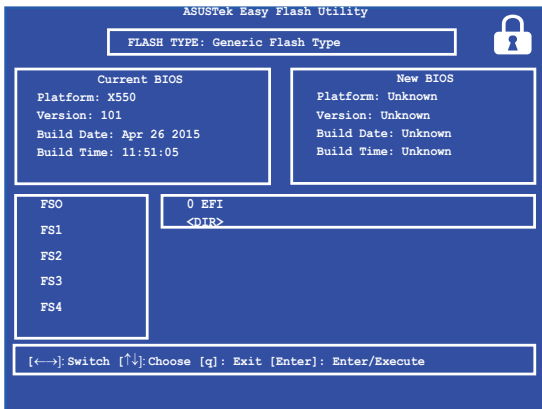 ASUSTek Easy Flash Utility
FLASH TYPE: Generic Flash Type
Current BIOS
Platform: X550
Version: 101
Build Date: Apr 26 2015
Build Time: 11:51:05
New BIOS
Platform: Unknown
Version: Unknown
Build Date: Unknown
Build Time: Unknown
FSO
FS1
FS2
FS3
FS4
0 EFI
<DIR>
[←→]: Switch [↑↓]: Choose [q]: Exit [Enter]: Enter/Execute